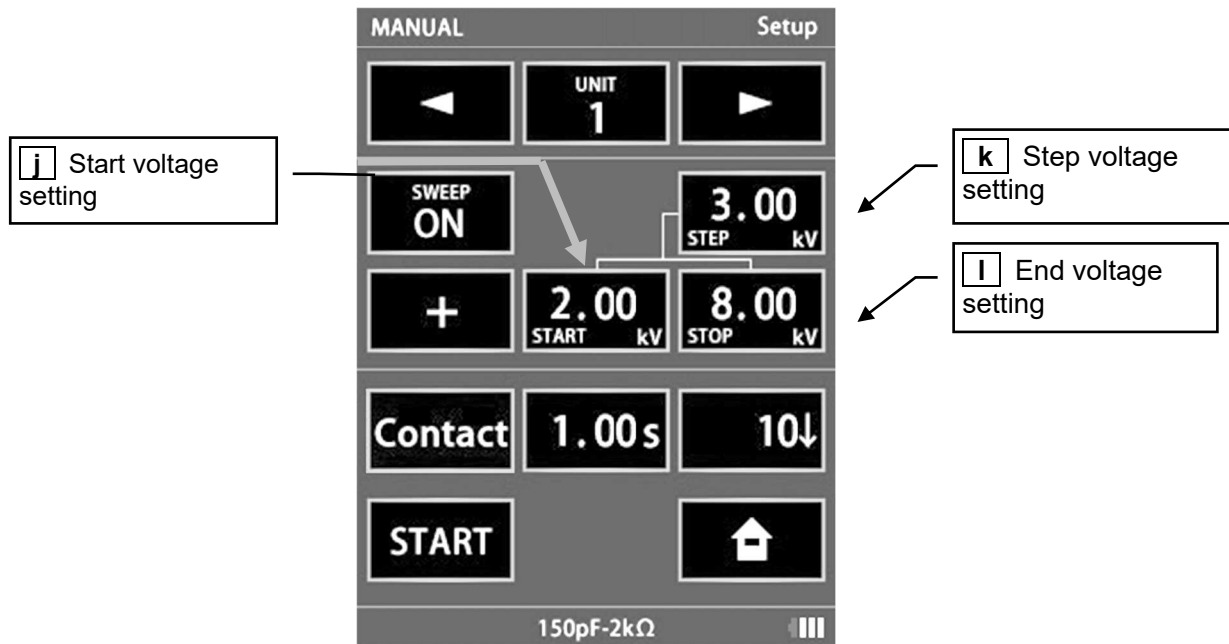 MANUAL Setup
◄ UNIT ►
1
j Start voltage
setting
k Step voltage
setting
SWEEP
ON
3.00
STEP kV
l End voltage
setting
+
2.00
START kV
8.00
STOP kV
Contact 1.00s 10↓
START
150pF-2kΩ